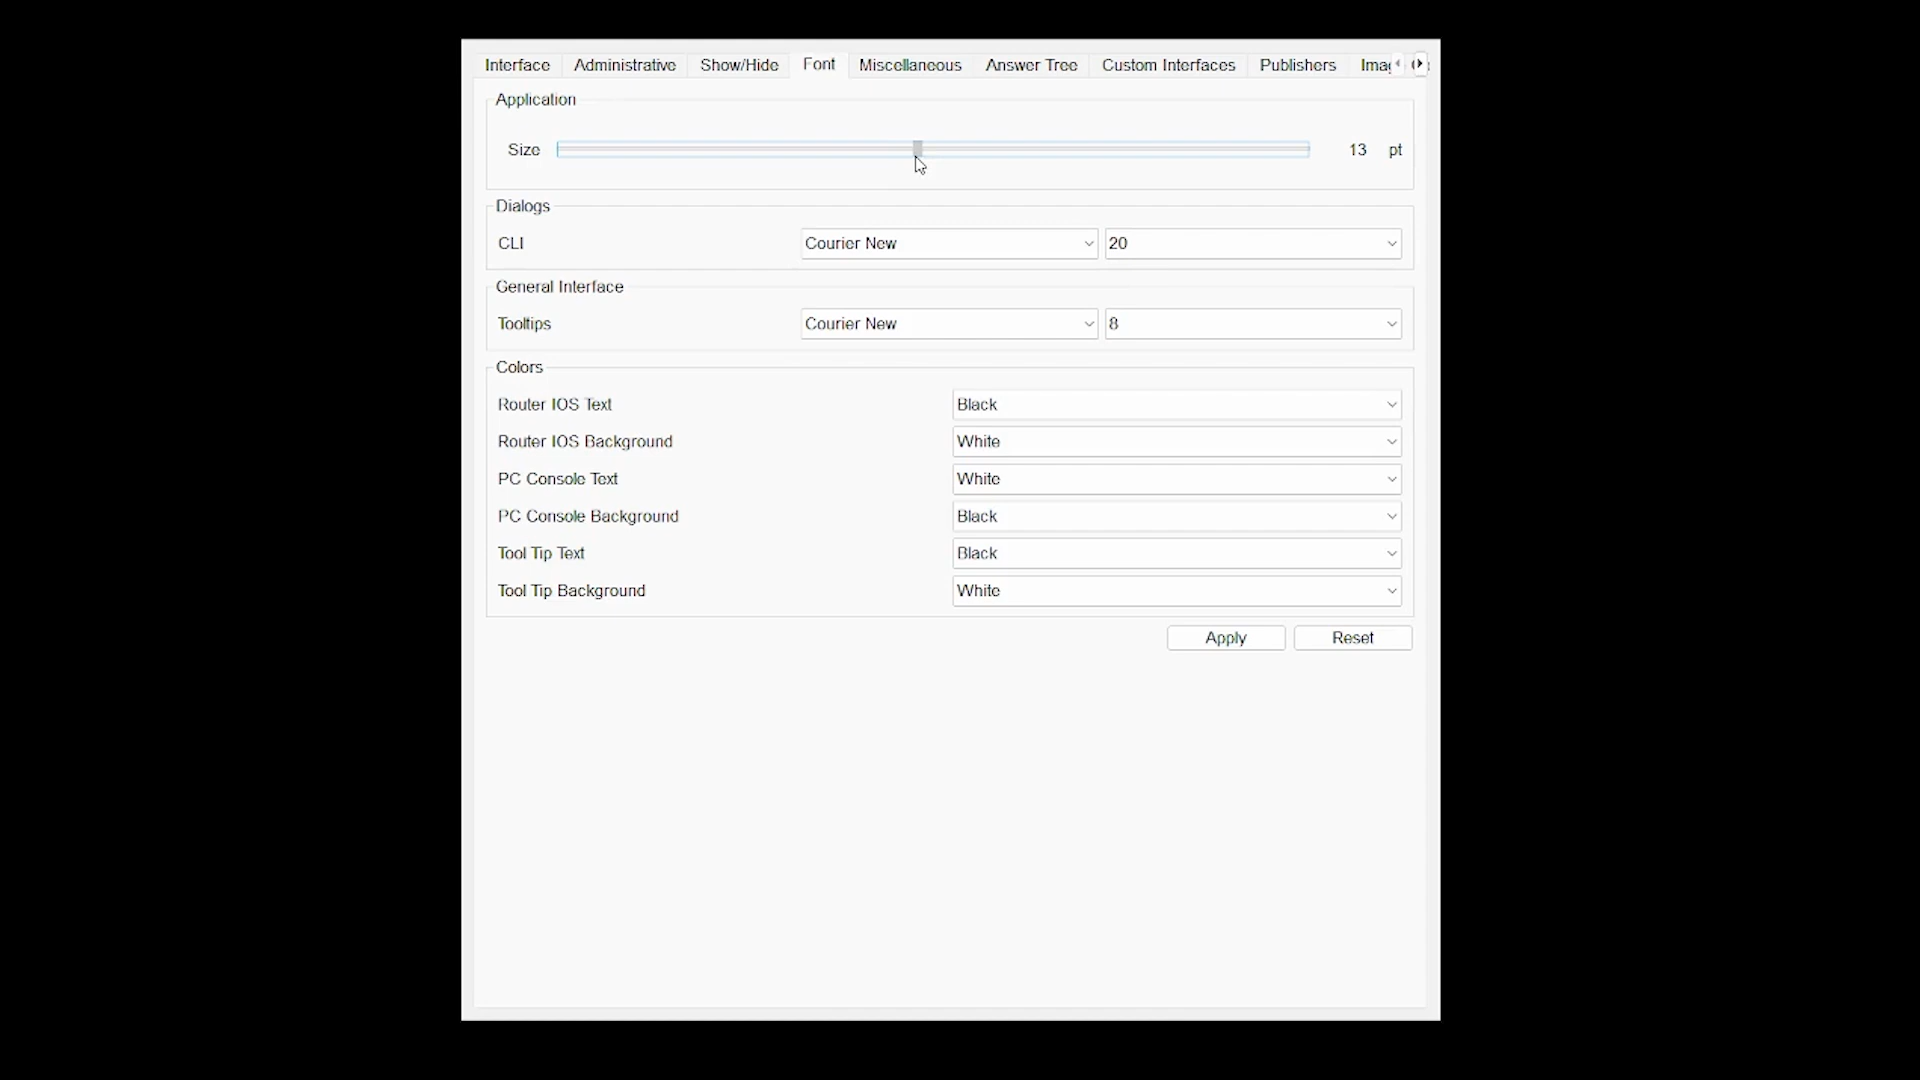 Interface Administrative Show/Hide Font Miscellaneous Answer Tree Custom Interfaces Publishers
Application
Size 13 pt
Dialogs
CLI Courier New 20
General Interface
Tooltips Courier New 8
Colors
Router IOS Text Black
Router IOS Background White
PC Console Text White
PC Console Background Black
Tool Tip Text Black
Tool Tip Background White
Apply Reset